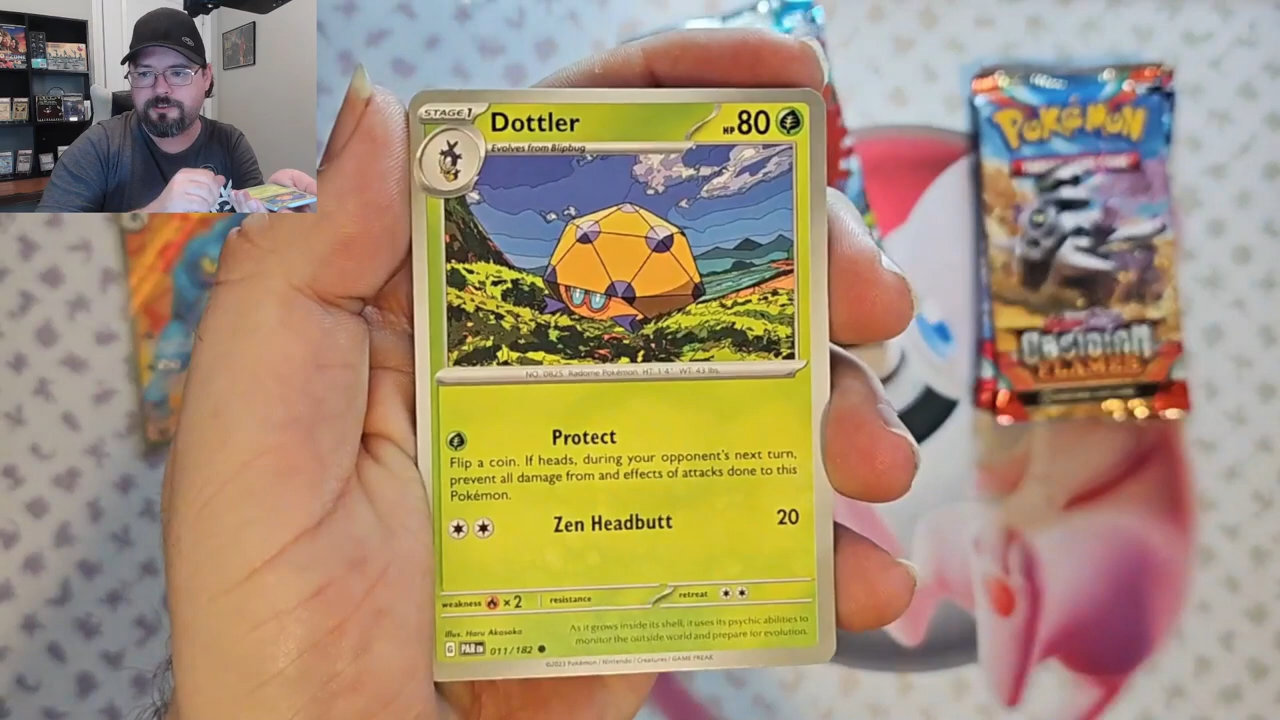 STAGE 1
Dottler
HP 80
Evolves from Blipbug
NO. 0825 Radome Pokémon. HT: 1'4" WT: 43 lbs.
Protect
Flip a coin. If heads, during your opponent's next turn,
prevent all damage from and effects of attacks done to this
Pokémon.
Zen Headbutt 20
weakness ×2 resistance retreat
Illus. Haru Akasaka
As it grows inside its shell, it uses its psychic abilities to
monitor the outside world and prepare for evolution.
G PAR EN 011/182
©2023 Pokémon / Nintendo / Creatures / GAME FREAK
POKÉMON
OBSIDIAN
FLAMES